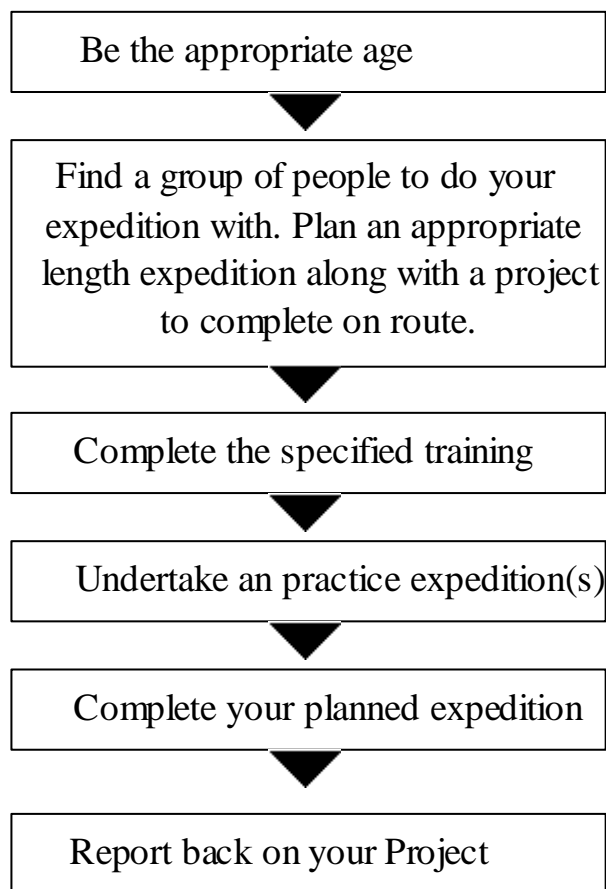 Be the appropriate age
Find a group of people to do your
expedition with. Plan an appropriate
length expedition along with a project
to complete on route.
Complete the specified training
Undertake an practice expedition(s)
Complete your planned expedition
Report back on your Project